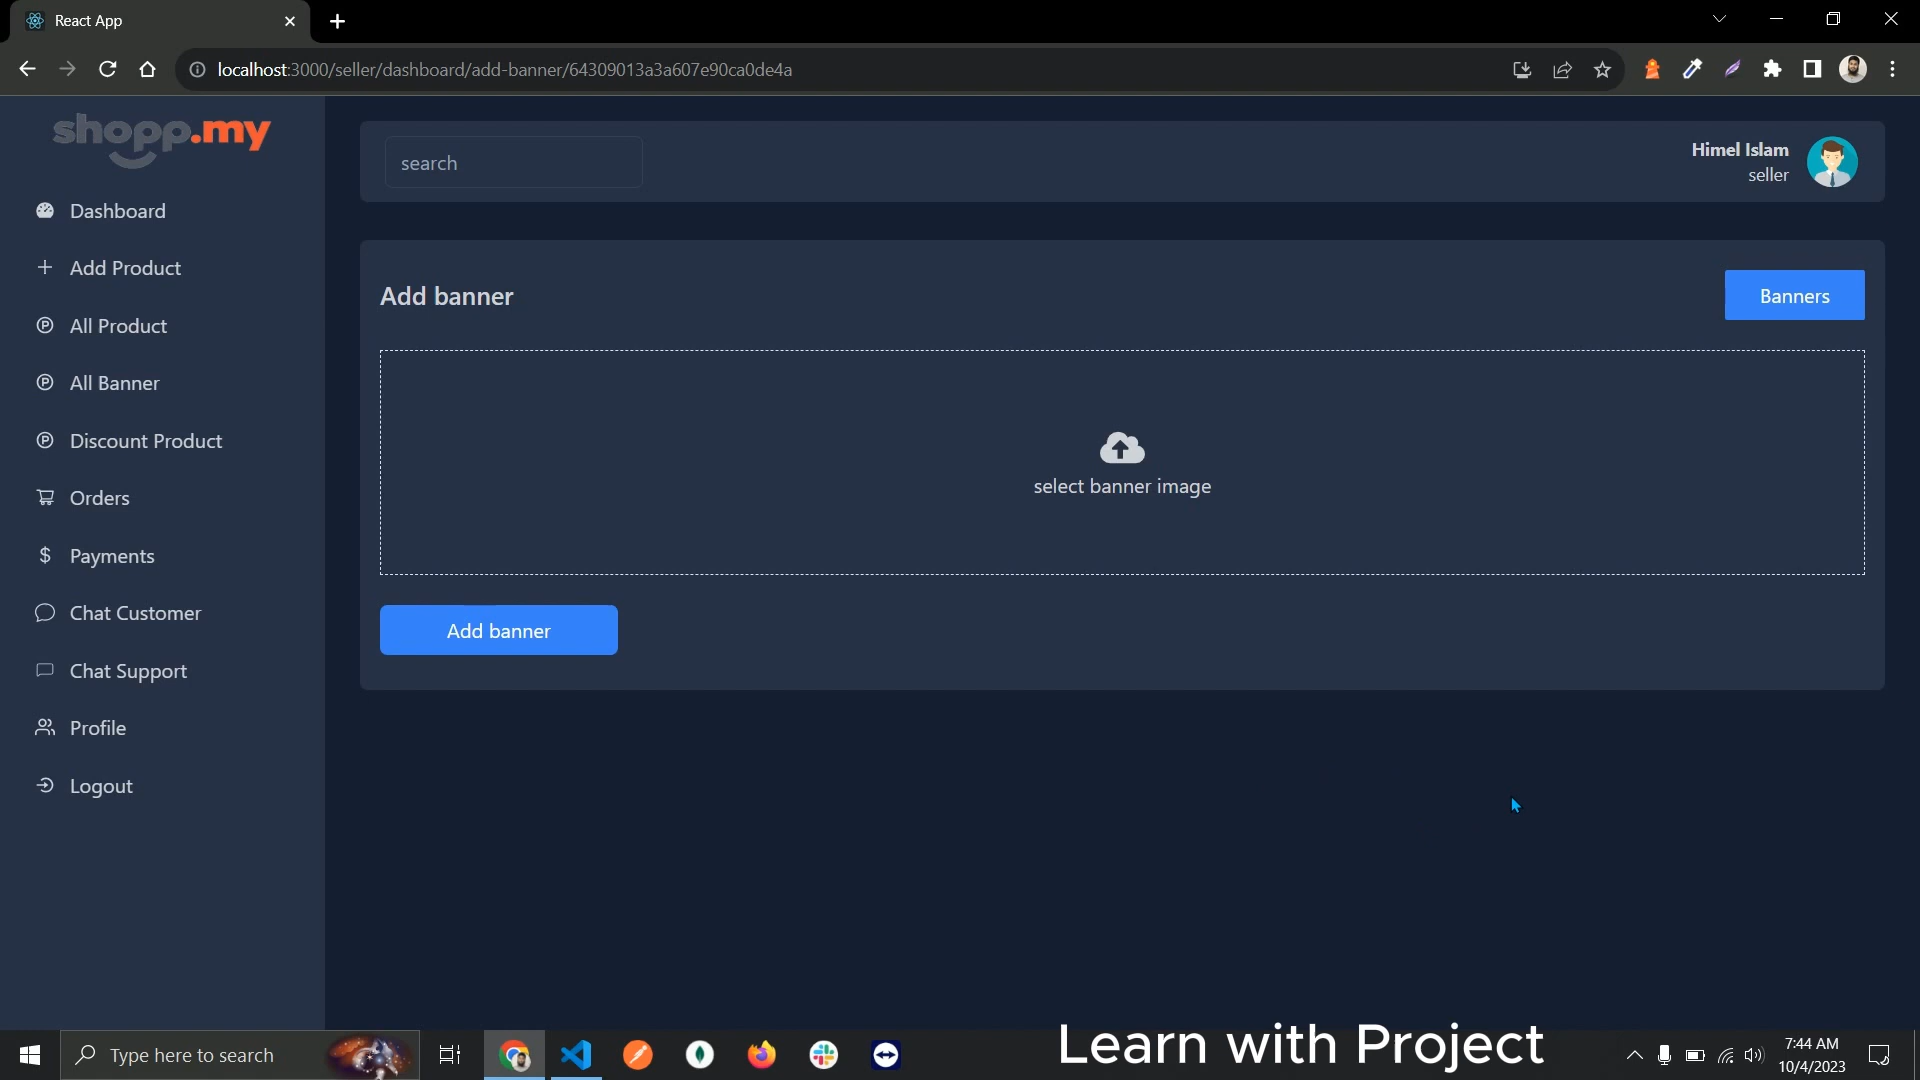 React App
localhost:3000/seller/dashboard/add-banner/64309013a3a607e90ca0de4a
shopp.my
search
Himel Islam
seller
Dashboard
Add Product
All Product
All Banner
Discount Product
Orders
Payments
Chat Customer
Chat Support
Profile
Logout
Add banner
Banners
select banner image
Add banner
Type here to search
Learn with Project
7:44 AM
10/4/2023